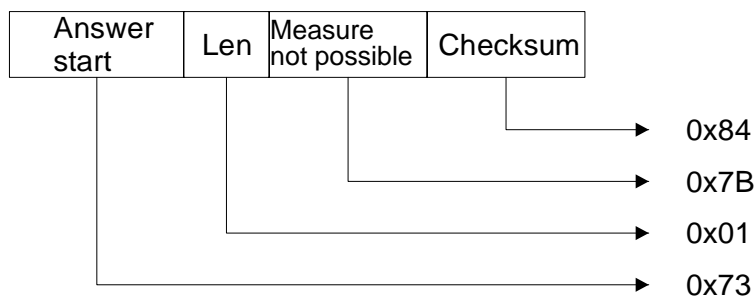 Answer
start
Len
Measure
not possible
Checksum
0x84
0x7B
0x01
0x73